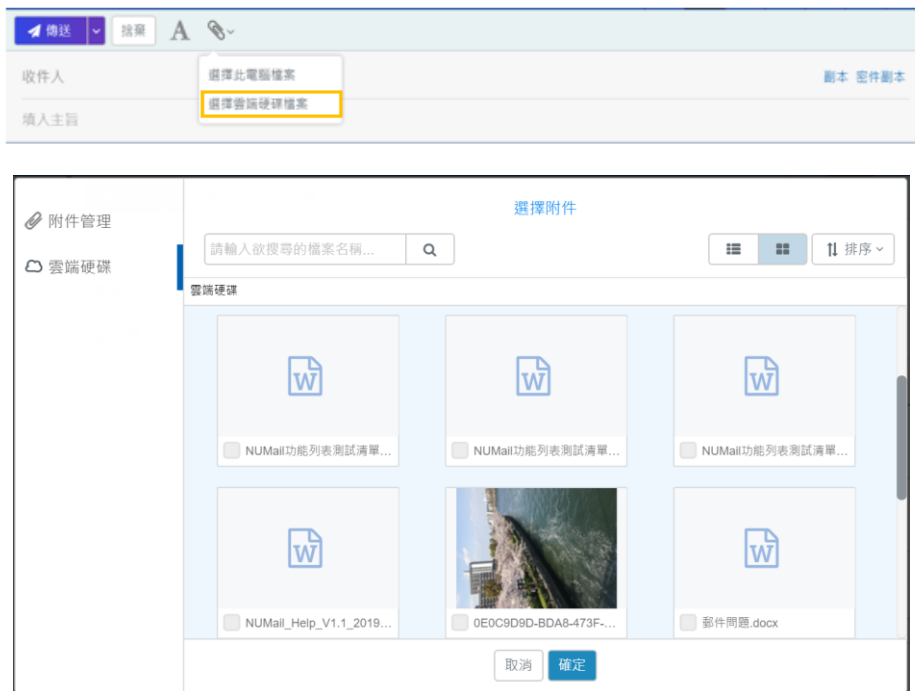 傳送 捨棄 A
選擇此電腦檔案
收件人 副本 密件副本
選擇雲端硬碟檔案
填入主旨
選擇附件
附件管理
請輸入欲搜尋的檔案名稱... 排序
雲端硬碟
雲端硬碟
W W W
NUMail功能列表測試清單... NUMail功能列表測試清單... NUMail功能列表測試清單...
W W
NUMail_Help_V1.1_2019... 0E0C9D9D-BDA8-473F-... 郵件問題.docx
取消 確定